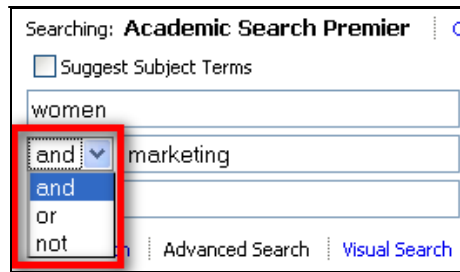 Searching: Academic Search Premier
Suggest Subject Terms
women
and marketing
and
or
not
Advanced Search Visual Search